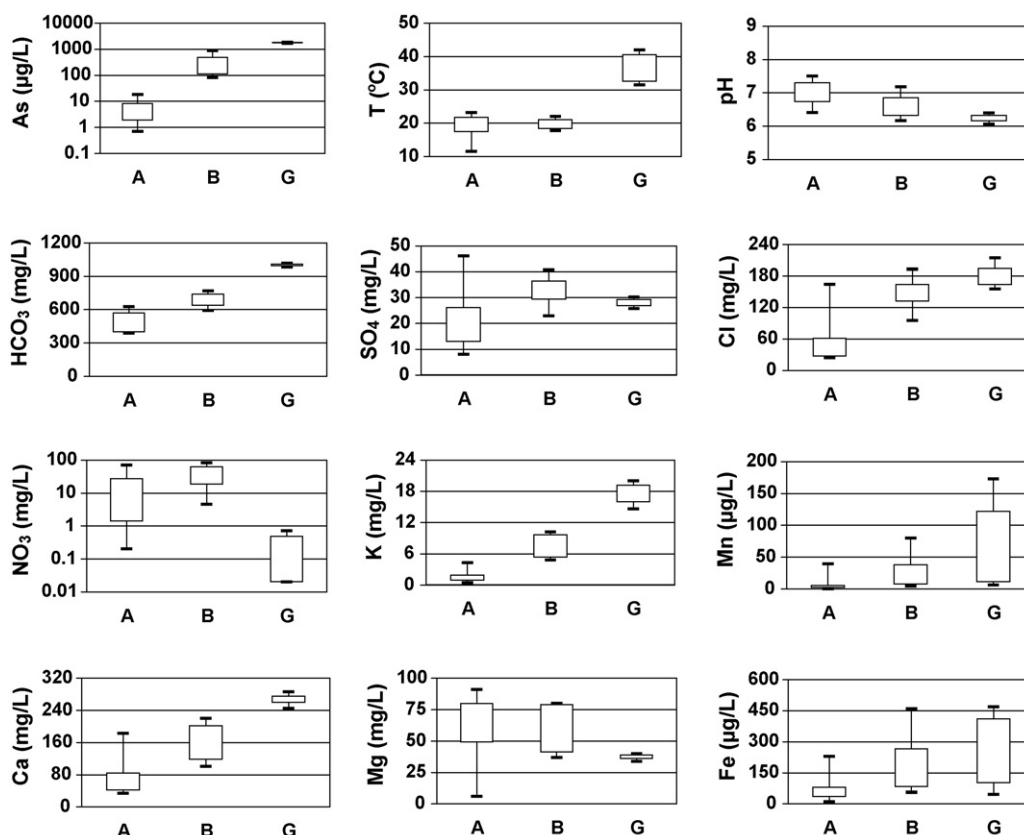 As (µg/L)
10000
1000
100
10
1
0.1
A B G
T (ºC)
50
40
30
20
10
A B G
pH
9
8
7
6
5
A B G
HCO₃ (mg/L)
1200
900
600
300
0
A B G
SO₄ (mg/L)
50
40
30
20
10
0
A B G
Cl (mg/L)
240
180
120
60
0
A B G
NO₃ (mg/L)
100
10
1
0.1
0.01
A B G
K (mg/L)
24
18
12
6
0
A B G
Mn (µg/L)
200
150
100
50
0
A B G
Ca (mg/L)
320
240
160
80
0
A B G
Mg (mg/L)
100
75
50
25
0
A B G
Fe (µg/L)
600
450
300
150
0
A B G